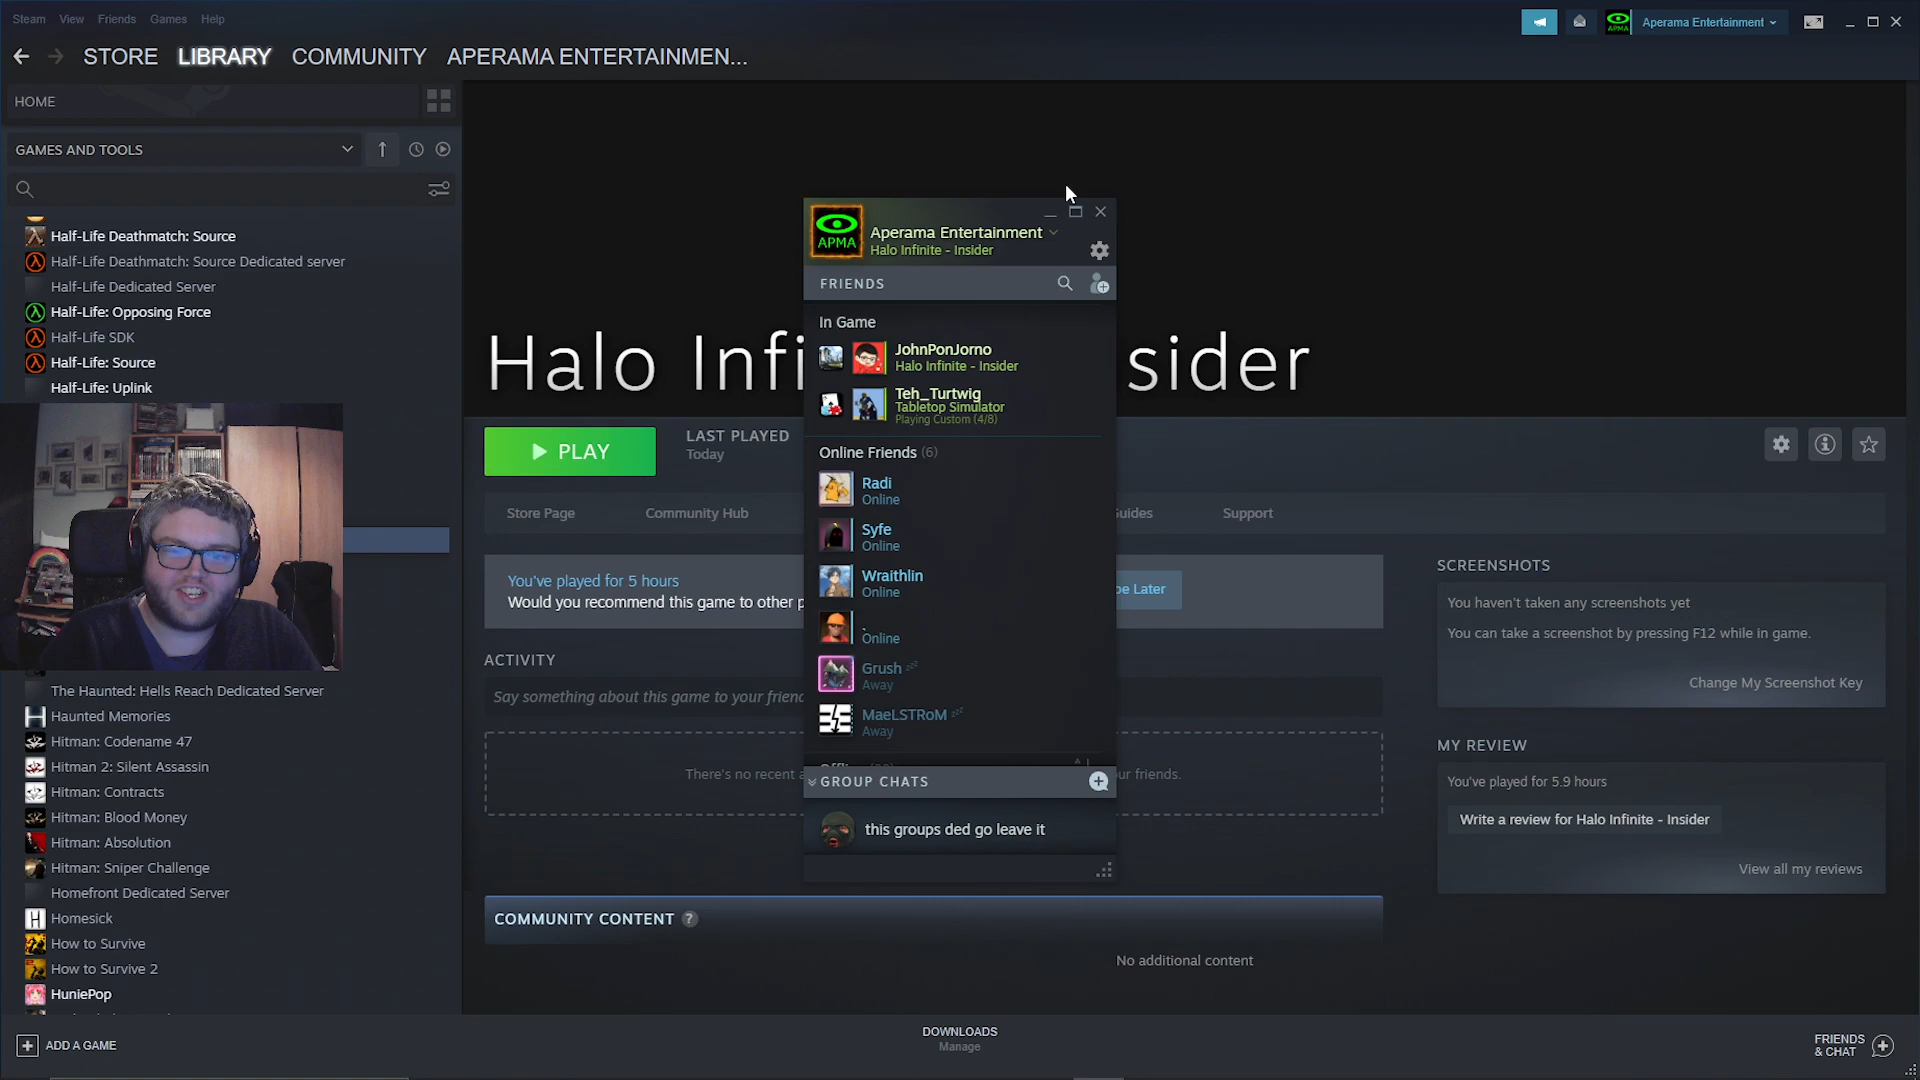 Steam View Friends Games Help
Aperama Entertainment
STORE LIBRARY COMMUNITY APERAMA ENTERTAINMEN...
HOME
GAMES AND TOOLS
Half-Life Deathmatch: Source
Half-Life Deathmatch: Source Dedicated server
Half-Life Dedicated Server
Half-Life: Opposing Force
Half-Life SDK
Half-Life: Source
Half-Life: Uplink
The Haunted: Hells Reach Dedicated Server
Haunted Memories
Hitman: Codename 47
Hitman 2: Silent Assassin
Hitman: Contracts
Hitman: Blood Money
Hitman: Absolution
Hitman: Sniper Challenge
Homefront Dedicated Server
Homesick
How to Survive
How to Survive 2
HuniePop
ADD A GAME
Halo Infi
sider
PLAY
LAST PLAYED
Today
Store Page Community Hub
Guides Support
You've played for 5 hours
Would you recommend this game to other p
be Later
ACTIVITY
Say something about this game to your frienc
There's no recent a
ur friends.
COMMUNITY CONTENT ?
No additional content
APMA
Aperama Entertainment
Halo Infinite - Insider
FRIENDS
In Game
JohnPonJorno
Halo Infinite - Insider
Teh_Turtwig
Tabletop Simulator
Playing Custom (4/8)
Online Friends (6)
Radi
Online
Syfe
Online
Wraithlin
Online
.
Online
Grush zzz
Away
MaeLSTRoM zzz
Away
GROUP CHATS
this groups ded go leave it
SCREENSHOTS
You haven't taken any screenshots yet
You can take a screenshot by pressing F12 while in game.
Change My Screenshot Key
MY REVIEW
You've played for 5.9 hours
Write a review for Halo Infinite - Insider
View all my reviews
DOWNLOADS
Manage
FRIENDS
& CHAT